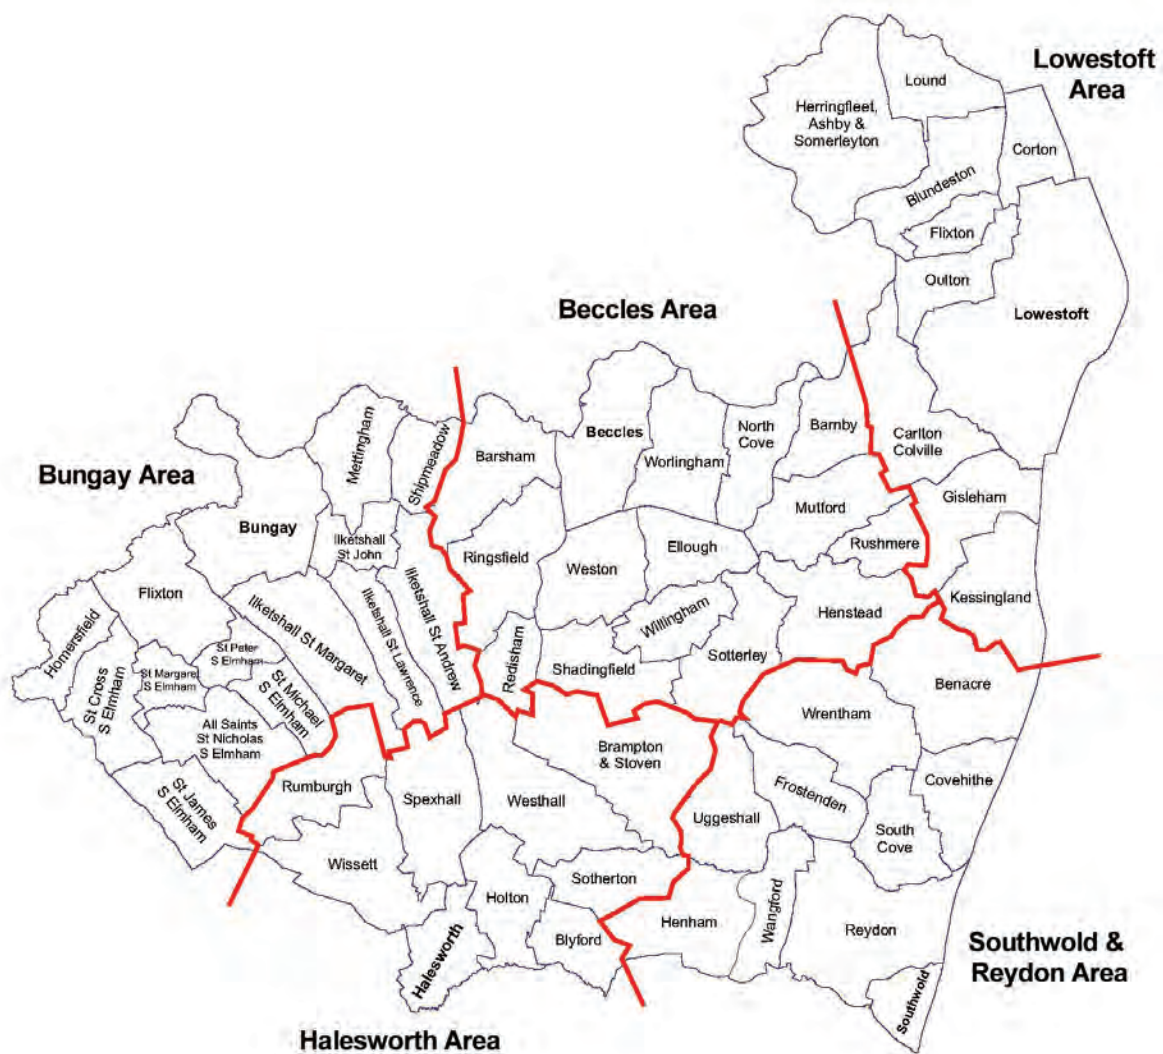 Lowestoft
Area
Lound
Herringfleet,
Ashby &
Somerleyton
Corton
Blundeston
Flixton
Oulton
Lowestoft
Beccles Area
Beccles
North
Cove
Barnby
Carlton
Colville
Mettingham
Shipmeadow
Barsham
Worlingham
Bungay Area
Gisleham
Mutford
Bungay
Ilketshall
St John
Rushmere
Ellough
Ringsfield
Weston
Flixton
Kessingland
Henstead
Willingham
Homersfield
Ilketshall St Margaret
Ilketshall St Lawrence
Ilketshall St Andrew
St Peter
S Elmham
Redisham
Shadingfield
Sotterley
St Cross
S Elmham
St Margaret
S Elmham
St Michael
S Elmham
Benacre
Wrentham
All Saints
St Nicholas
S Elmham
Brampton
& Stoven
Covehithe
Rumburgh
St James
S Elmham
Spexhall
Westhall
Frostenden
Uggeshall
South
Cove
Wissett
Sotherton
Holton
Wangford
Henham
Reydon
Blyford
Halesworth
Southwold &
Reydon Area
Southwold
Halesworth Area